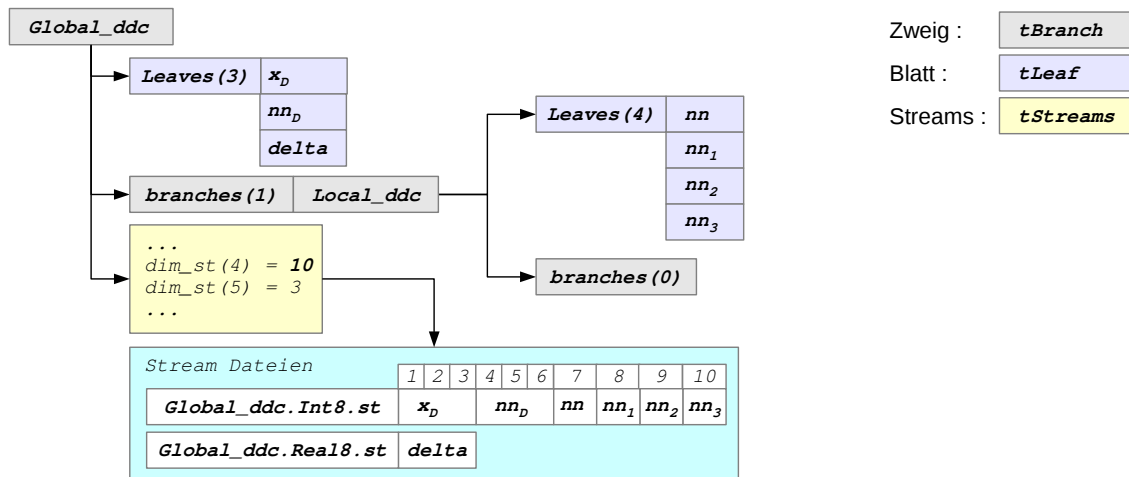 Global_ddc
Zweig : tBranch
Leaves(3) x_D
Blatt : tLeaf
nn_D
Leaves(4) nn
Streams : tStreams
delta
nn_1
branches(1) Local_ddc
nn_2
nn_3
...
dim_st(4) = 10
dim_st(5) = 3
...
branches(0)
Stream Dateien
1 2 3 4 5 6 7 8 9 10
Global_ddc.Int8.st x_D nn_D nn nn_1 nn_2 nn_3
Global_ddc.Real8.st delta